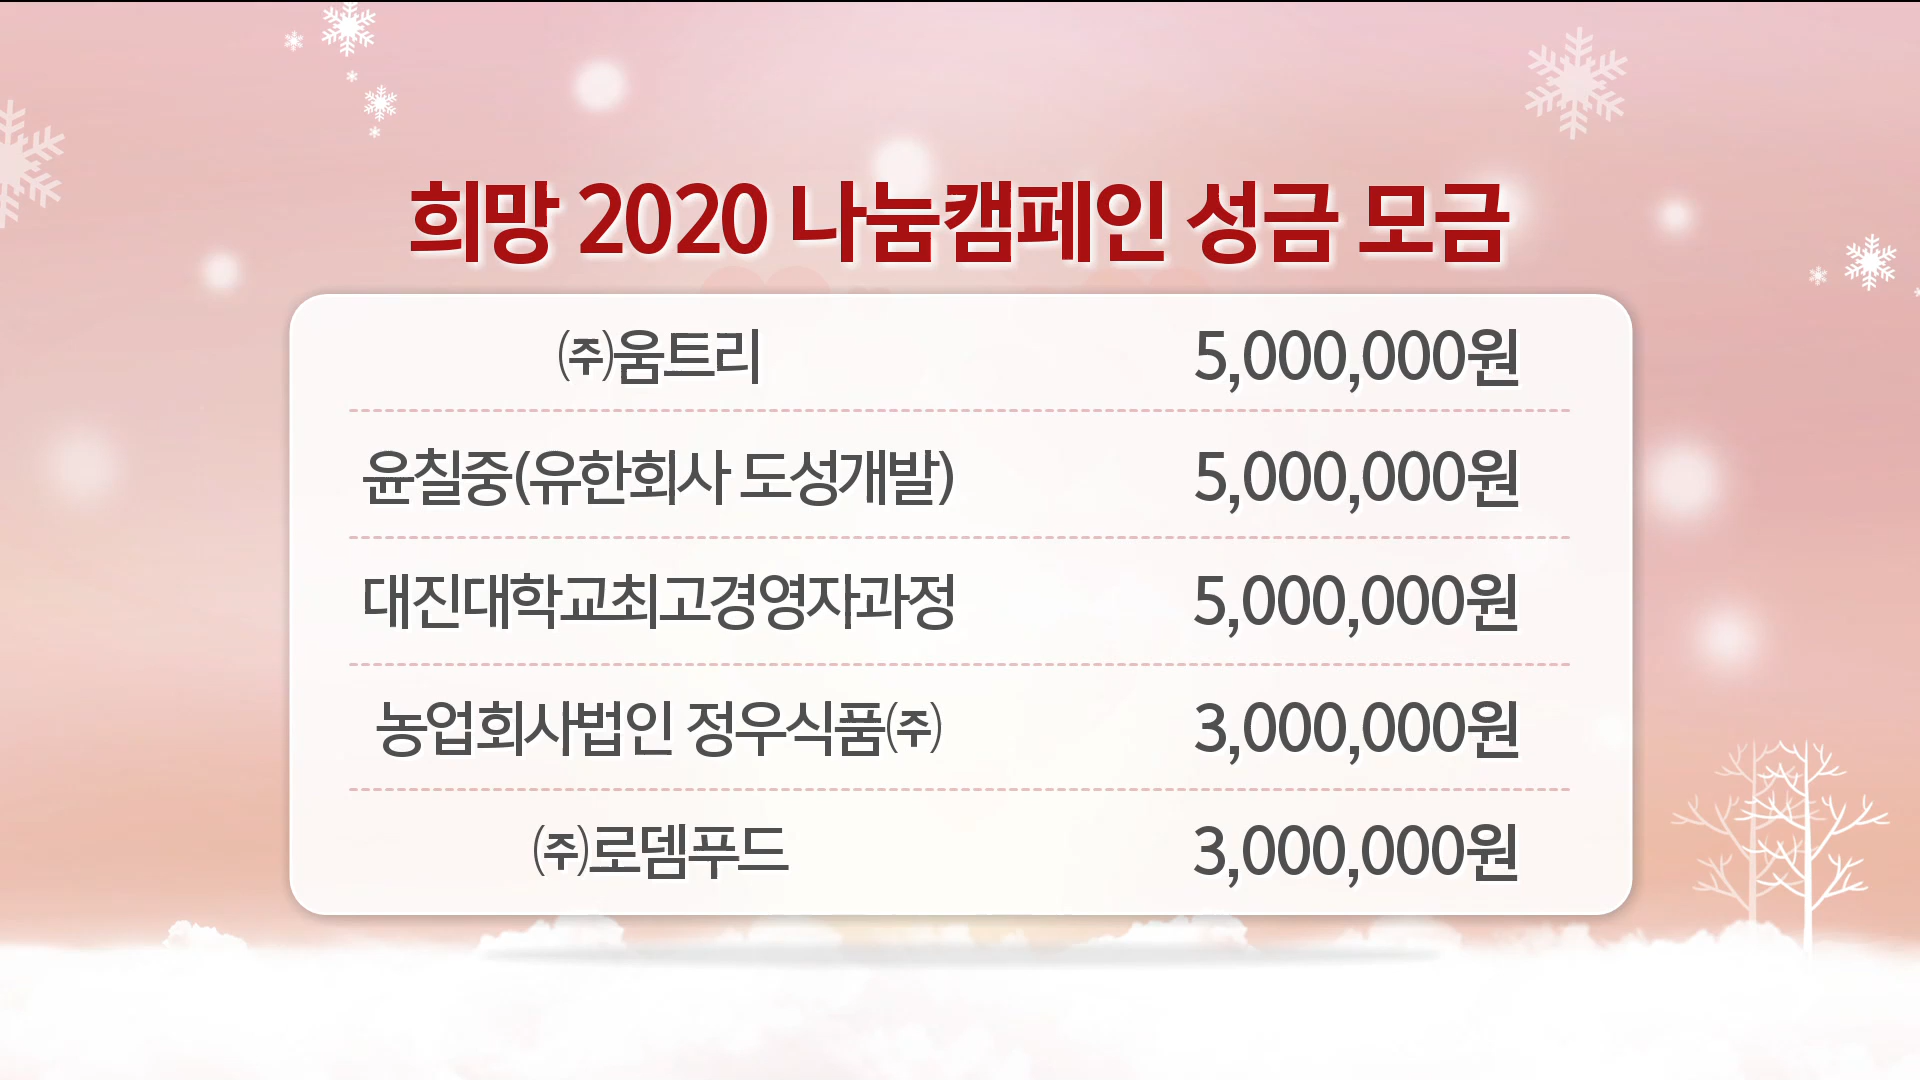 희망 2020 나눔캠페인 성금 모금
㈜움트리 5,000,000원
윤칠중(유한회사 도성개발) 5,000,000원
대진대학교최고경영자과정 5,000,000원
농업회사법인 정우식품㈜ 3,000,000원
㈜로뎀푸드 3,000,000원